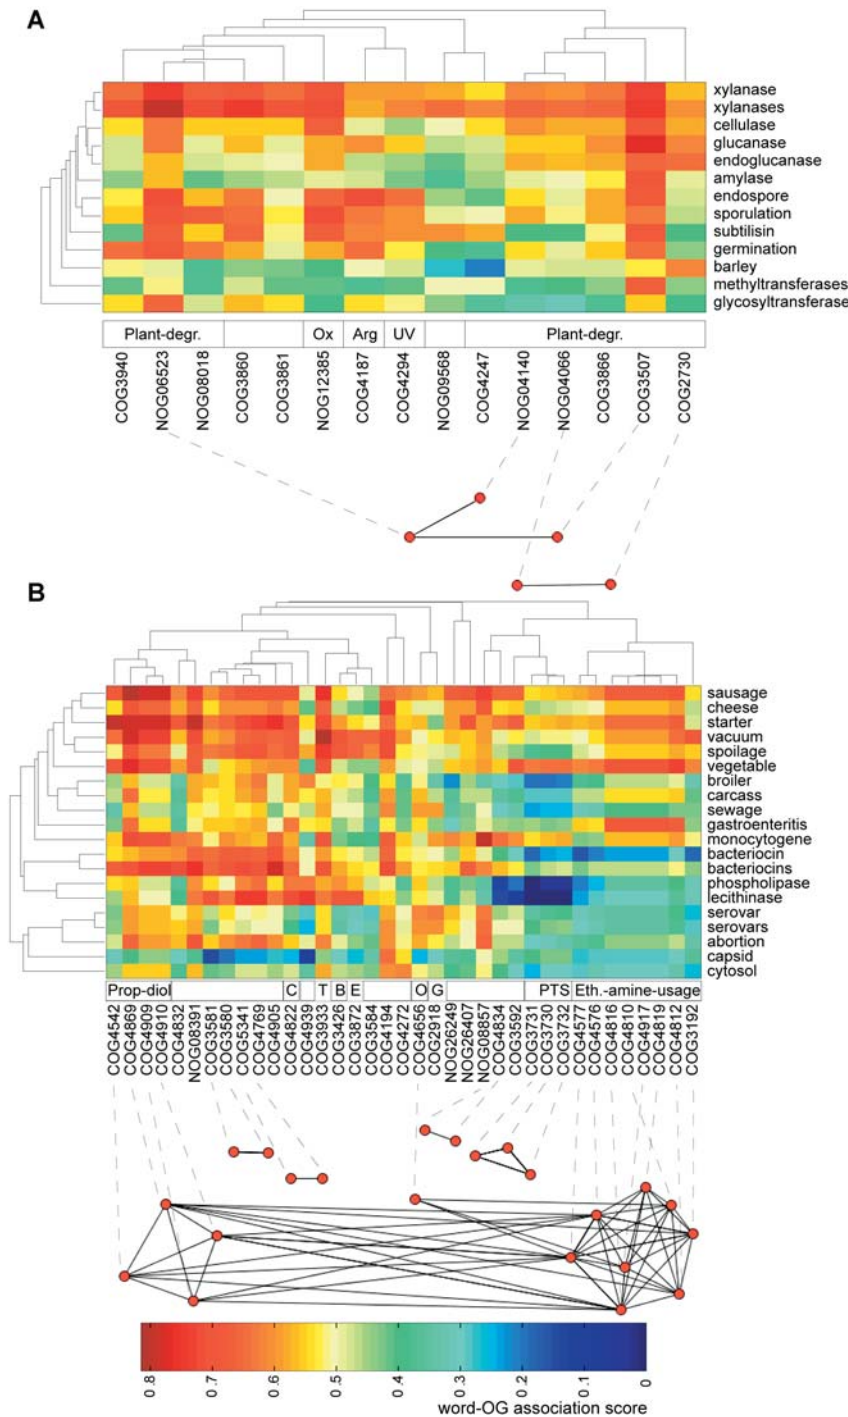 A
xylanase
xylanases
cellulase
glucanase
endoglucanase
amylase
endospore
sporulation
subtilisin
germination
barley
methyltransferases
glycosyltransferase
Plant-degr. Ox Arg UV Plant-degr.
COG3940 NOG06523 NOG08018 COG3860 COG3861 NOG12385 COG4187 COG4294 NOG09568 COG4247 NOG04140 NOG04066 COG3866 COG3507 COG2730
B
sausage
cheese
starter
vacuum
spoilage
vegetable
broiler
carcass
sewage
gastroenteritis
monocytogene
bacteriocin
bacteriocins
phospholipase
lecithinase
serovar
serovars
abortion
capsid
cytosol
Prop-diol C T B E O G PTS Eth.-amine-usage
COG4542 COG4869 COG4909 COG4910 COG4832 NOG08391 COG3581 COG3580 COG5341 COG4769 COG4905 COG4822 COG4939 COG3933 COG3426 COG3872 COG3584 COG4194 COG4272 COG4656 COG2918 NOG26249 NOG26407 NOG08857 COG4834 COG3592 COG3731 COG3730 COG3732 COG4577 COG4576 COG4816 COG4810 COG4917 COG4819 COG4812 COG3192
0.8 0.7 0.6 0.5 0.4 0.3 0.2 0.1 0
word-OG association score